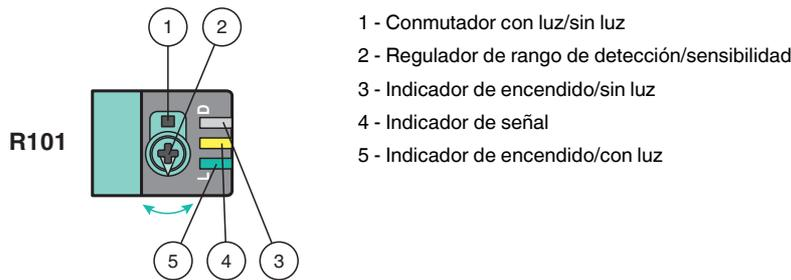 1
2
1 - Conmutador con luz/sin luz
2 - Regulador de rango de detección/sensibilidad
3 - Indicador de encendido/sin luz
4 - Indicador de señal
5 - Indicador de encendido/con luz
R101
D
L
5
4
3